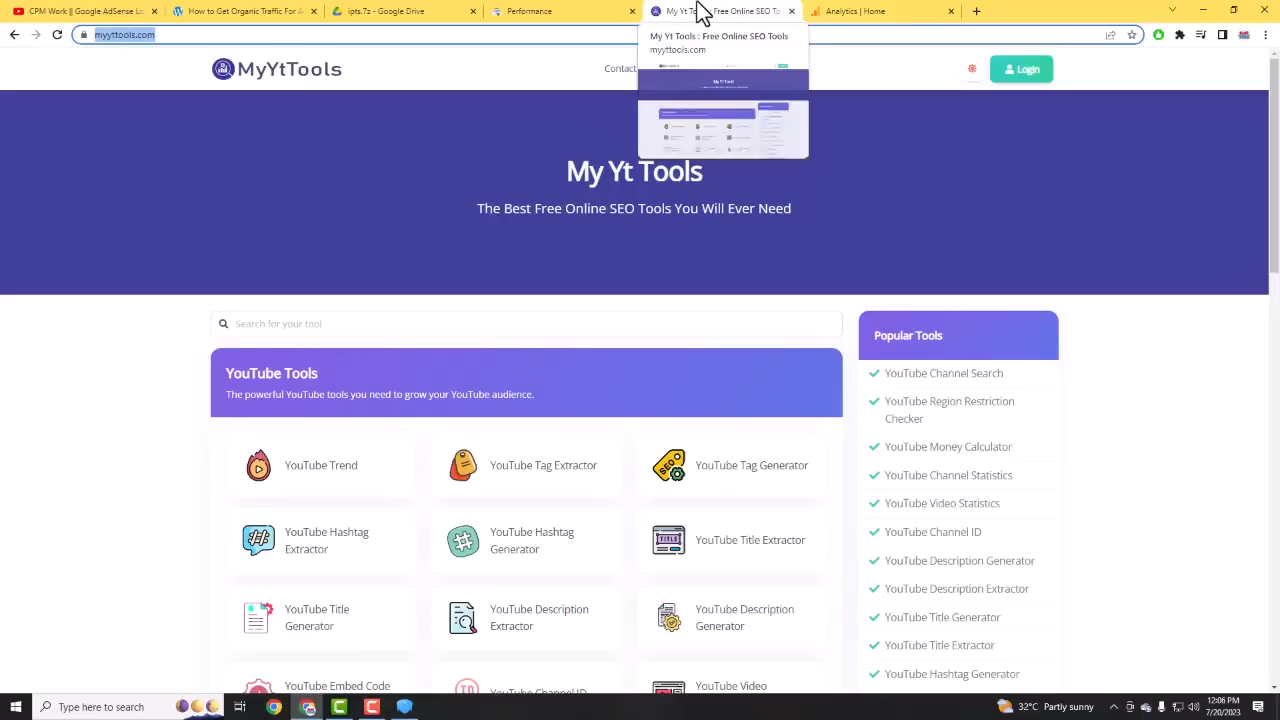 CPM Work || Google AdSense Lo
How to Get Organic Traffic For A
ipts.7z - Google Drive
Performance
My Yt To
Free Online SEO To
Analytics | Home
myyttools.com
My Yt Tools : Free Online SEO Tools
myyttools.com
MyYtTools
Contact
Login
My Yt Tools
The Best Free Online SEO Tools You Will Ever Need
Search for your tool
YouTube Tools
The powerful YouTube tools you need to grow your YouTube audience.
YouTube Trend
YouTube Tag Extractor
YouTube Tag Generator
YouTube Hashtag
Extractor
YouTube Hashtag
Generator
YouTube Title Extractor
YouTube Title
Generator
YouTube Description
Extractor
YouTube Description
Generator
YouTube Embed Code
YouTube Channel ID
YouTube Video
Popular Tools
YouTube Channel Search
YouTube Region Restriction
Checker
YouTube Money Calculator
YouTube Channel Statistics
YouTube Video Statistics
YouTube Channel ID
YouTube Description Generator
YouTube Description Extractor
YouTube Title Generator
YouTube Title Extractor
YouTube Hashtag Generator
Type here to search
32°C Partly sunny
12:06 PM
7/20/2023